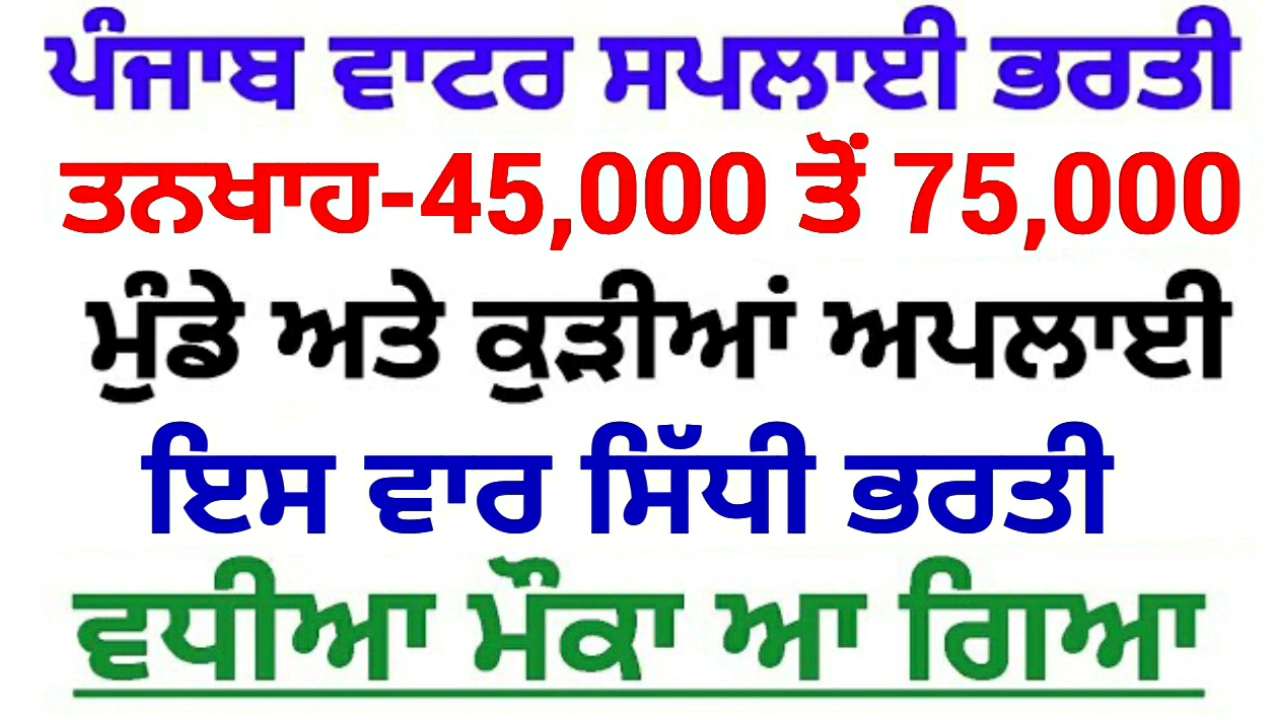 ਪੰਜਾਬ ਵਾਟਰ ਸਪਲਾਈ ਭਰਤੀ
ਤਨਖਾਹ-45,000 ਤੋਂ 75,000
ਮੁੰਡੇ ਅਤੇ ਕੁੜੀਆਂ ਅਪਲਾਈ
ਇਸ ਵਾਰ ਸਿੱਧੀ ਭਰਤੀ
ਵਧੀਆ ਮੌਕਾ ਆ ਗਿਆ